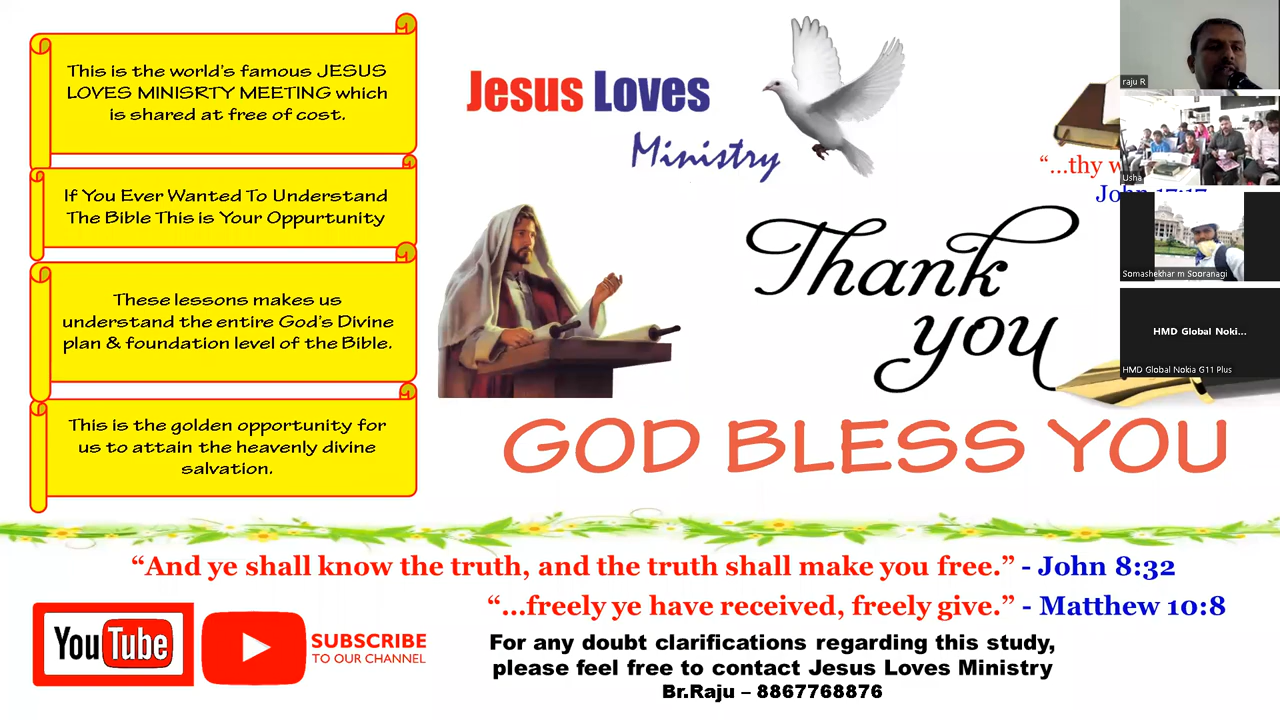 This is the world's famous JESUS
LOVES MINISRTY MEETING which
is shared at free of cost.
If You Ever Wanted To Understand
The Bible This is Your Oppurtunity
These lessons makes us
understand the entire God's Divine
plan & foundation level of the Bible.
This is the golden opportunity for
us to attain the heavenly divine
salvation.
Jesus Loves
Ministry
"...thy
John 17:17
Thank
you
GOD BLESS YOU
"And ye shall know the truth, and the truth shall make you free." - John 8:32
"...freely ye have received, freely give." - Matthew 10:8
For any doubt clarifications regarding this study,
please feel free to contact Jesus Loves Ministry
Br.Raju – 8867768876
YouTube
SUBSCRIBE
TO OUR CHANNEL
raju R
Usha
Somashekhar m Sooranagi
HMD Global Noki...
HMD Global Nokia G11 Plus